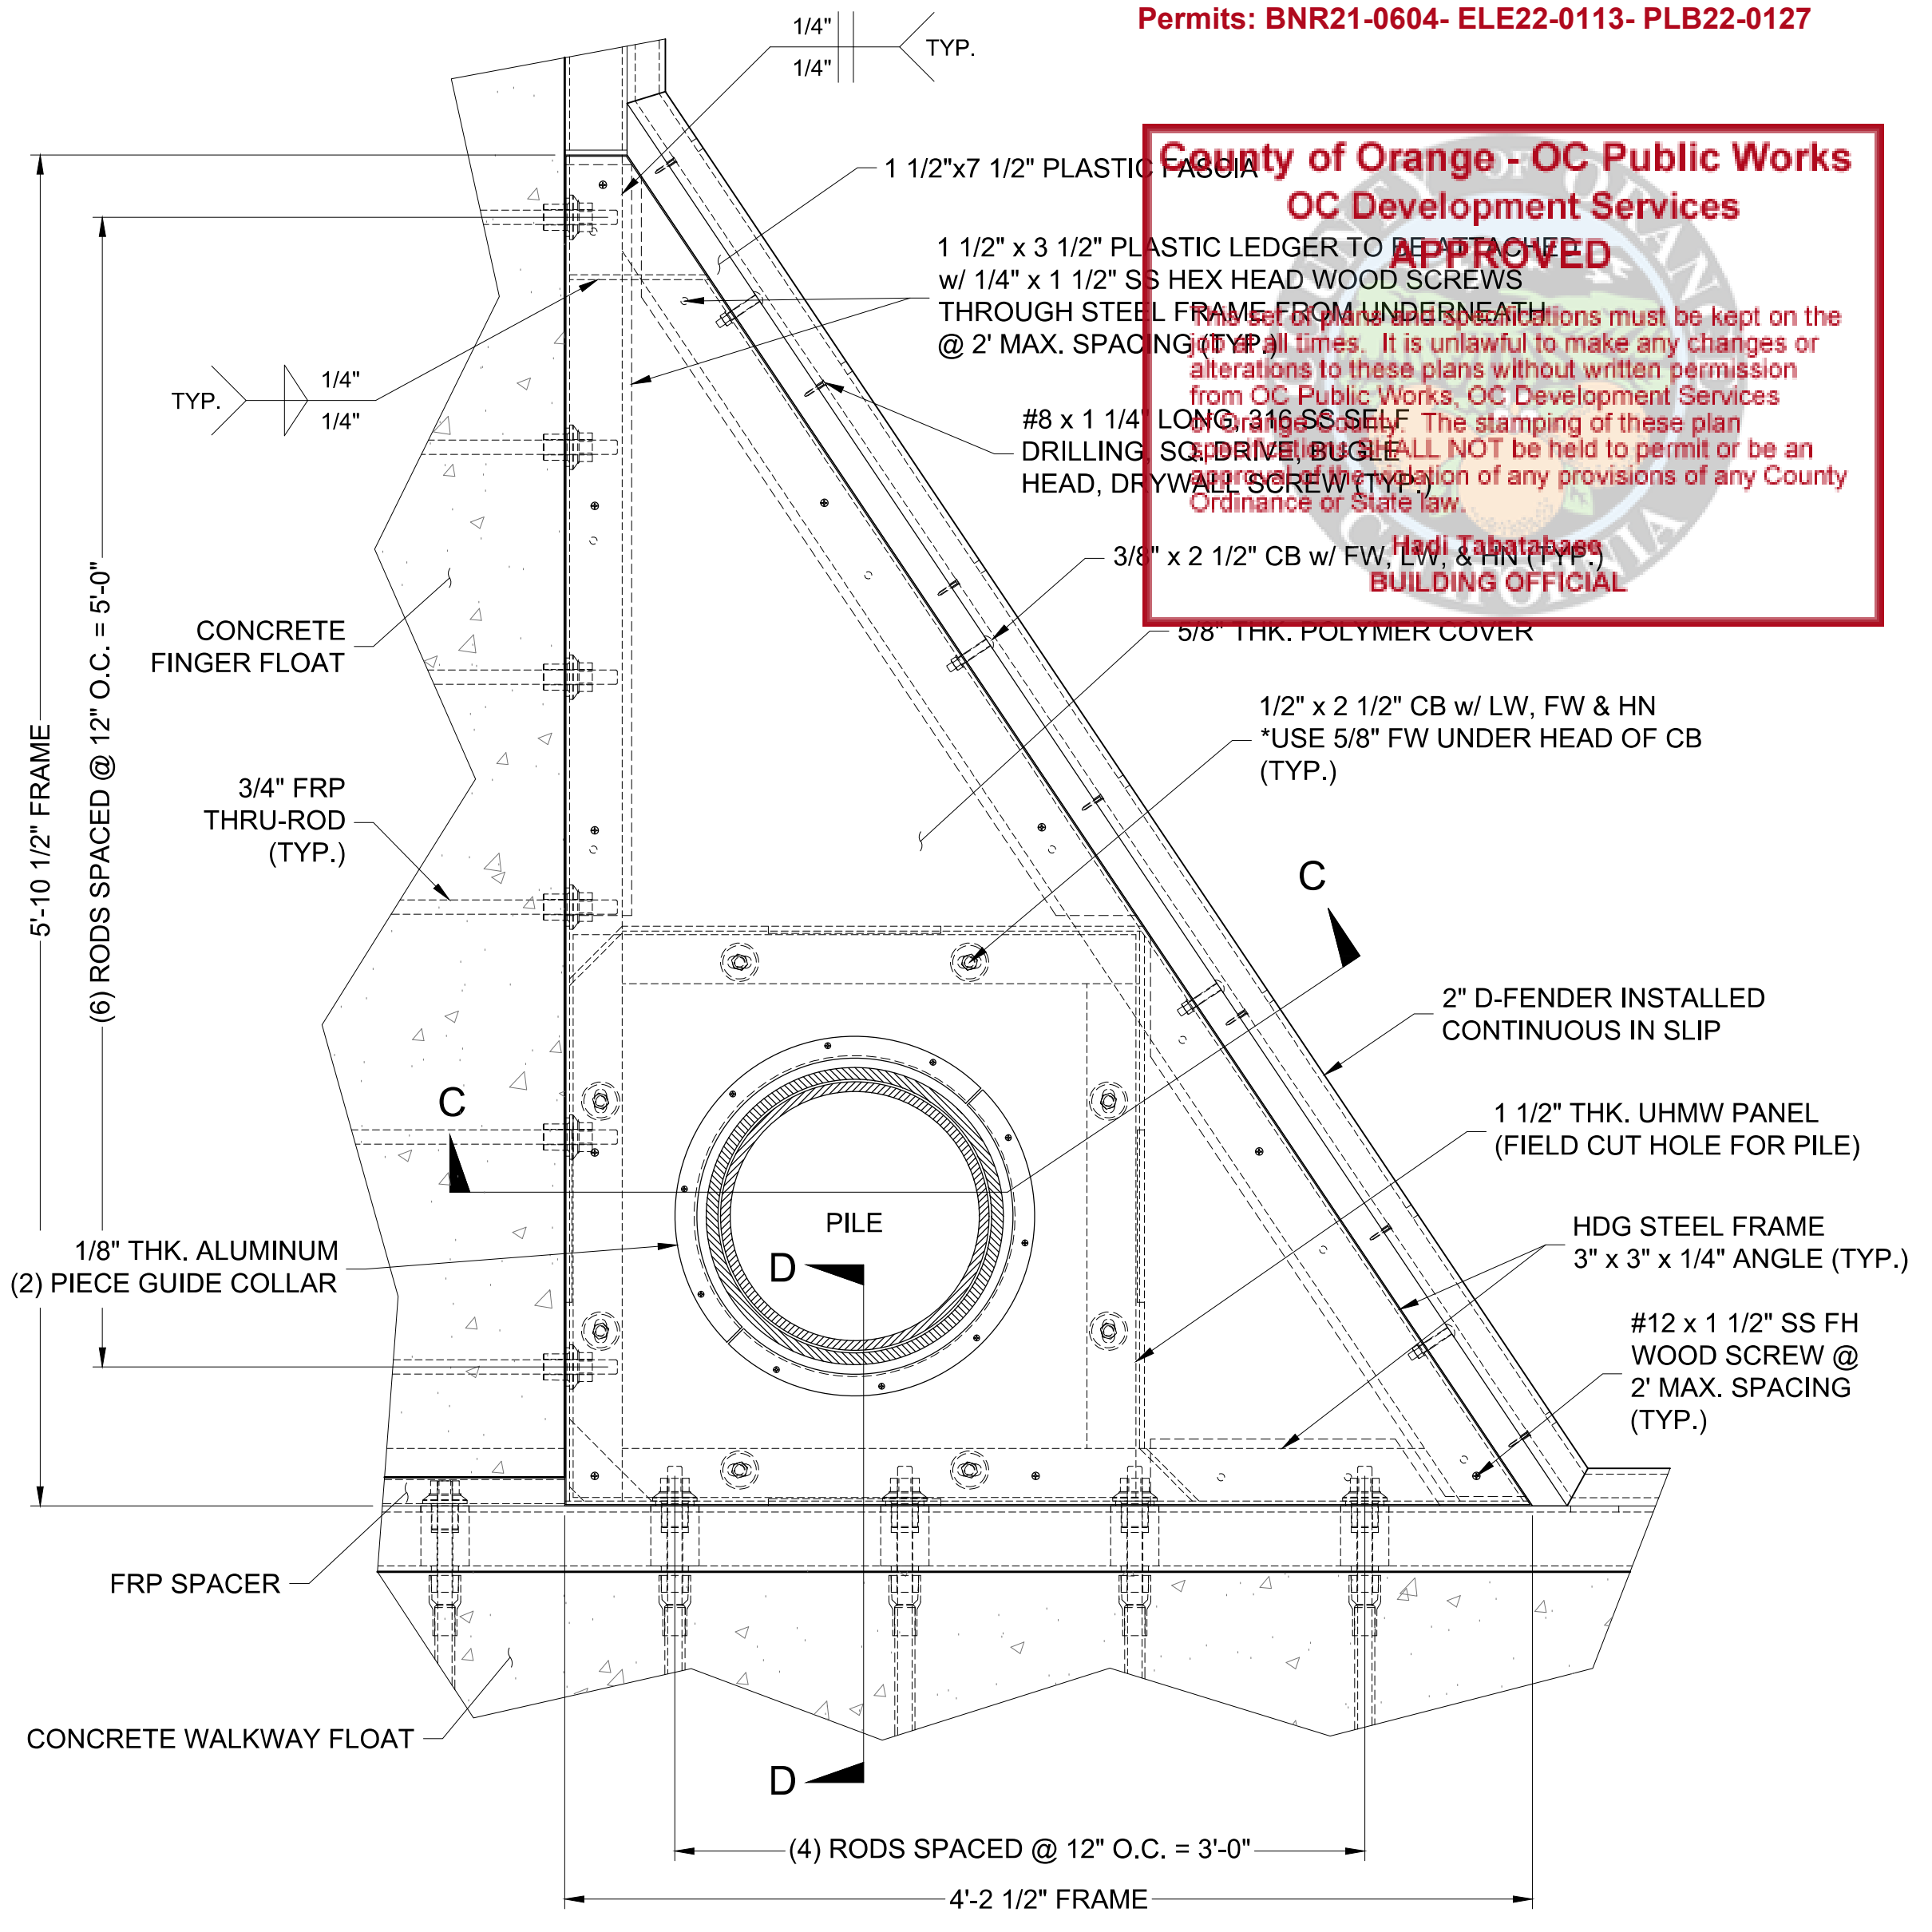 Permits: BNR21-0604- ELE22-0113- PLB22-0127
1/4"
1/4"
TYP.
County of Orange - OC Public Works
OC Development Services
APPROVED
This set of plans and specifications must be kept on the
job at all times. It is unlawful to make any changes or
alterations to these plans without written permission
from OC Public Works, OC Development Services
of Orange County. The stamping of these plan
specifications SHALL NOT be held to permit or be an
approval of the violation of any provisions of any County
Ordinance or State law.
BUILDING OFFICIAL
Hadi
COUNTY OF ORANGE
CALIFORNIA
1 1/2"x7 1/2" PLASTIC FASCIA
1 1/2" x 3 1/2" PLASTIC LEDGER TO BE ATTACHED
w/ 1/4" x 1 1/2" SS HEX HEAD WOOD SCREWS
THROUGH STEEL FRAME FROM UNDERNEATH
@ 2' MAX. SPACING (TYP.)
TYP.
1/4"
1/4"
#8 x 1 1/4" LONG, 316 SS SELF
DRILLING, SQ. DRIVE, BUGLE
HEAD, DRYWALL SCREW (TYP.)
3/8" x 2 1/2" CB w/ FW, LW, & HN (TYP.)
5/8" THK. POLYMER COVER
CONCRETE
FINGER FLOAT
1/2" x 2 1/2" CB w/ LW, FW & HN
*USE 5/8" FW UNDER HEAD OF CB
(TYP.)
5'-10 1/2" FRAME
(6) RODS SPACED @ 12" O.C. = 5'-0"
3/4" FRP
THRU-ROD
(TYP.)
C
2" D-FENDER INSTALLED
CONTINUOUS IN SLIP
C
1 1/2" THK. UHMW PANEL
(FIELD CUT HOLE FOR PILE)
PILE
D
HDG STEEL FRAME
3" x 3" x 1/4" ANGLE (TYP.)
1/8" THK. ALUMINUM
(2) PIECE GUIDE COLLAR
#12 x 1 1/2" SS FH
WOOD SCREW @
2' MAX. SPACING
(TYP.)
FRP SPACER
CONCRETE WALKWAY FLOAT
D
(4) RODS SPACED @ 12" O.C. = 3'-0"
4'-2 1/2" FRAME